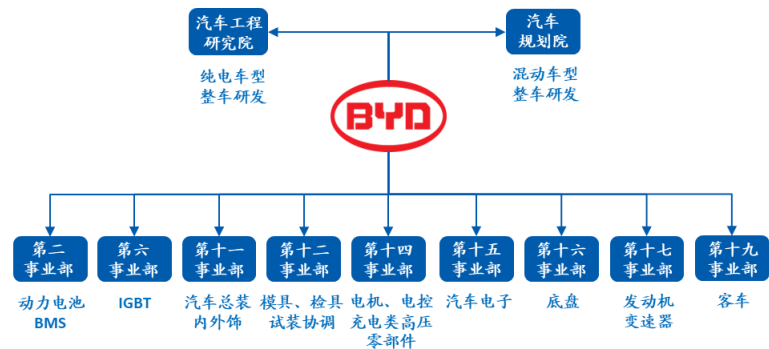 汽车工程
研究院
汽车
规划院
纯电车型
整车研发
混动车型
整车研发
BYD
第二
事业部
第六
事业部
第十一
事业部
第十二
事业部
第十四
事业部
第十五
事业部
第十六
事业部
第十七
事业部
第十九
事业部
动力电池
BMS
IGBT
汽车总装
内外饰
模具、检具
试装协调
电机、电控
充电类高压
零部件
汽车电子
底盘
发动机
变速器
客车